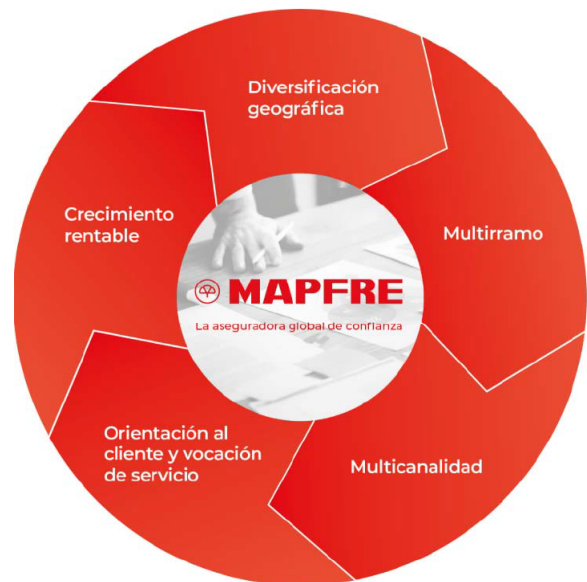 Diversificación
geográfica
Multirramo
Multicanalidad
Orientación al
cliente y vocación
de servicio
Crecimiento
rentable
MAPFRE
La aseguradora global de confianza